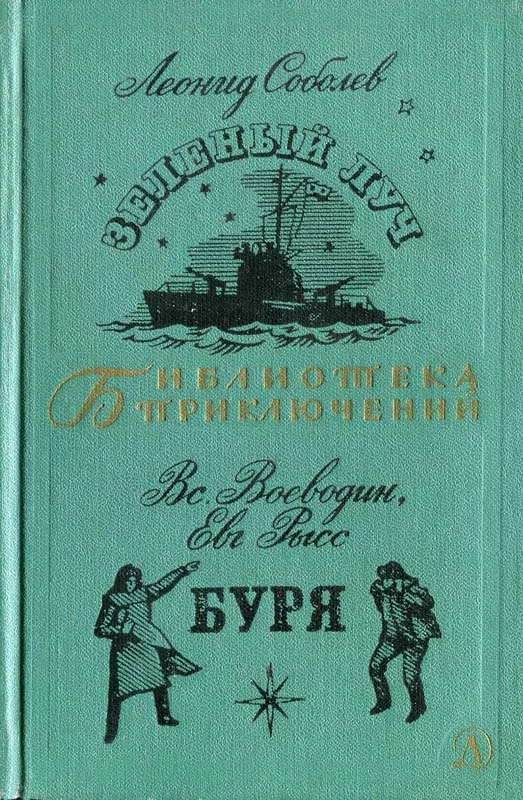 Леонид Соболев
ЗЕЛЕНЫЙ ЛУЧ
БИБЛИОТЕКА
ПРИКЛЮЧЕНИЙ
Вс. Воеводин,
Евг Рысс
БУРЯ
Д